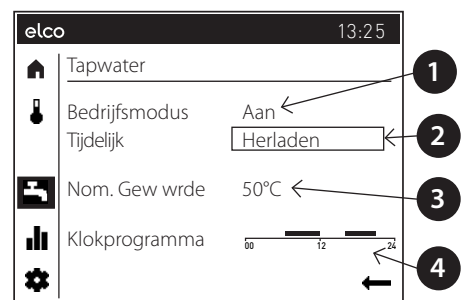 elco 13:25
Tapwater
1
Bedrijfsmodus Aan
Tijdelijk Herladen
2
Nom. Gew wrde 50°C
3
Klokprogramma
00 12 24
4